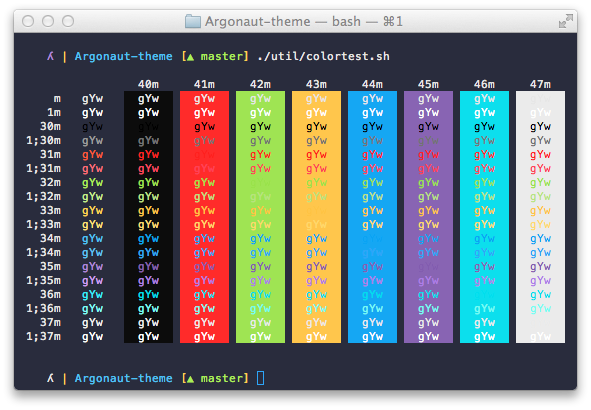 Argonaut-theme — bash — ⌘1
ʎ | Argonaut-theme [▲ master] ./util/colortest.sh
40m 41m 42m 43m 44m 45m 46m 47m
m gYw gYw gYw gYw gYw gYw gYw gYw gYw
1m gYw gYw gYw gYw gYw gYw gYw gYw gYw
30m gYw gYw gYw gYw gYw gYw gYw gYw
1;30m gYw gYw gYw gYw gYw gYw gYw gYw gYw
31m gYw gYw gYw gYw gYw gYw gYw gYw
1;31m gYw gYw gYw gYw gYw gYw gYw gYw gYw
32m gYw gYw gYw gYw gYw gYw gYw gYw
1;32m gYw gYw gYw gYw gYw gYw gYw gYw gYw
33m gYw gYw gYw gYw gYw gYw gYw gYw
1;33m gYw gYw gYw gYw gYw gYw gYw gYw gYw
34m gYw gYw gYw gYw gYw gYw gYw gYw
1;34m gYw gYw gYw gYw gYw gYw gYw gYw gYw
35m gYw gYw gYw gYw gYw gYw gYw gYw
1;35m gYw gYw gYw gYw gYw gYw gYw gYw gYw
36m gYw gYw gYw gYw gYw gYw gYw gYw
1;36m gYw gYw gYw gYw gYw gYw gYw gYw gYw
37m gYw gYw gYw gYw gYw gYw gYw gYw
1;37m gYw gYw gYw gYw gYw gYw gYw gYw gYw
ʎ | Argonaut-theme [▲ master]